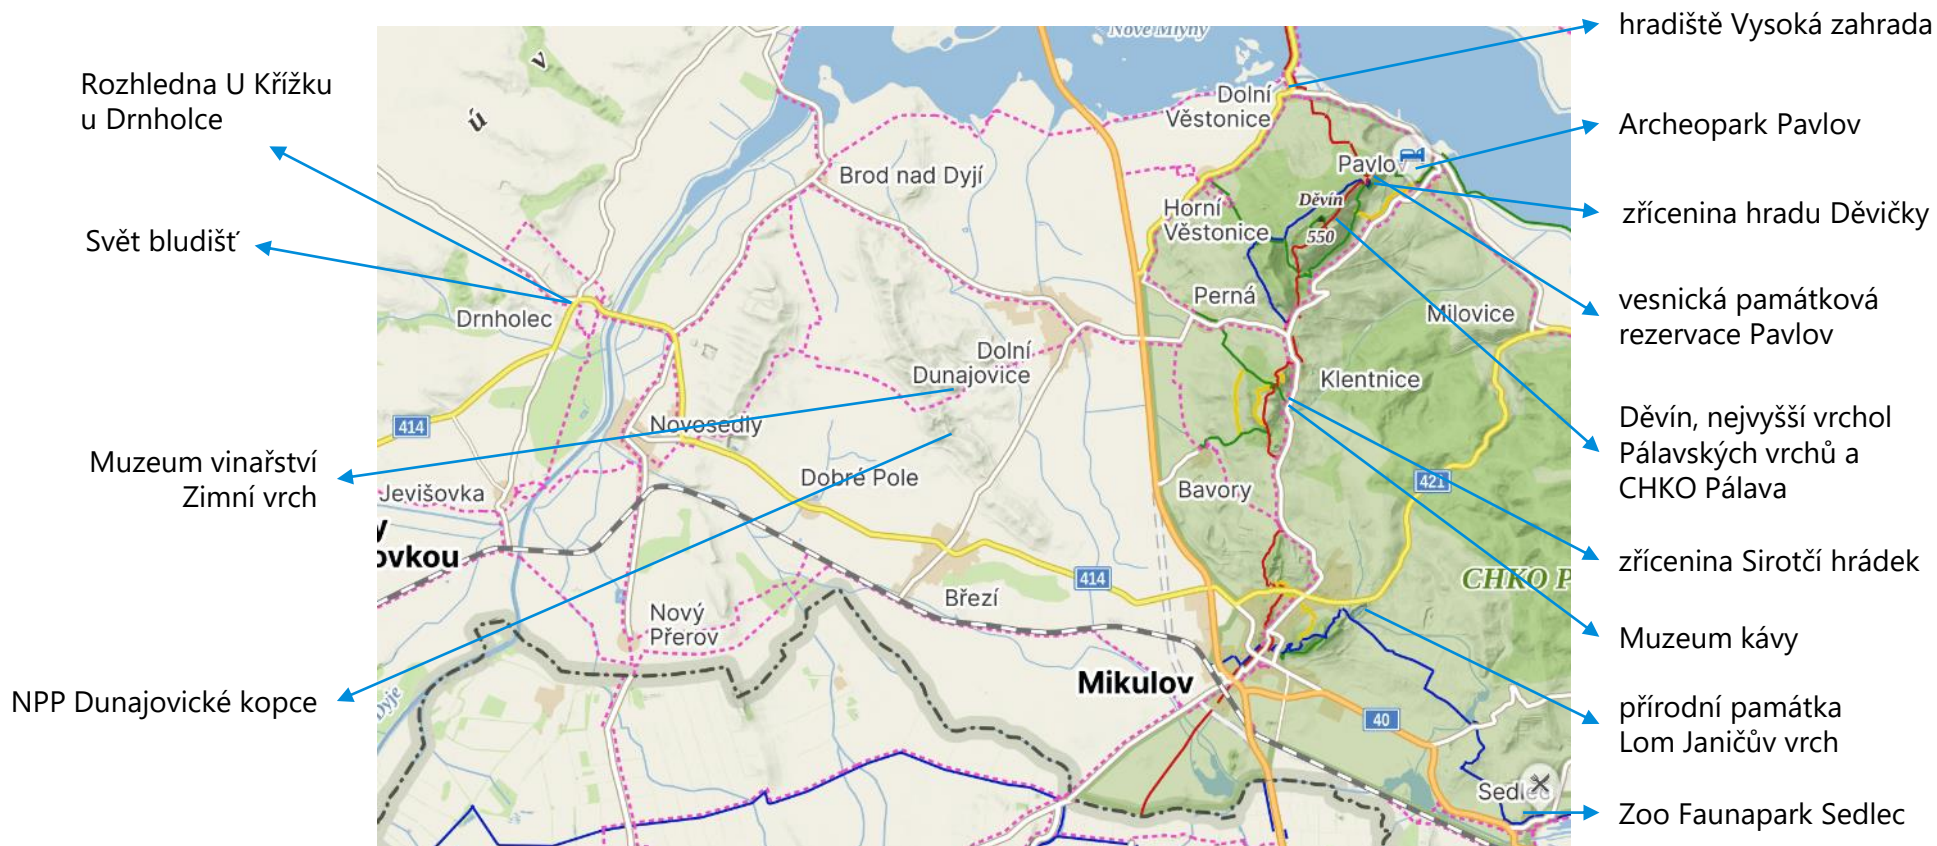 hradiště Vysoká zahrada
Nové Mlýny
v
Rozhledna U Křížku
u Drnholce
Dolní
Věstonice
ú
Archeopark Pavlov
Pavlov
Brod nad Dyjí
Děvín
Horní
Věstonice
550
zřícenina hradu Děvičky
Svět bludišť
Perná
Milovice
vesnická památková
rezervace Pavlov
Drnholec
Dolní
Dunajovice
Klentnice
414
Novosedly
Děvín, nejvyšší vrchol
Pálavských vrchů a
CHKO Pálava
Muzeum vinařství
Zimní vrch
Dobré Pole
Jevišovka
Bavory
421
y
ovkou
zřícenina Sirotčí hrádek
414
CHKO P
Březí
Nový
Přerov
Muzeum kávy
Mikulov
NPP Dunajovické kopce
Dyje
40
přírodní památka
Lom Janičův vrch
Sedlec
Zoo Faunapark Sedlec